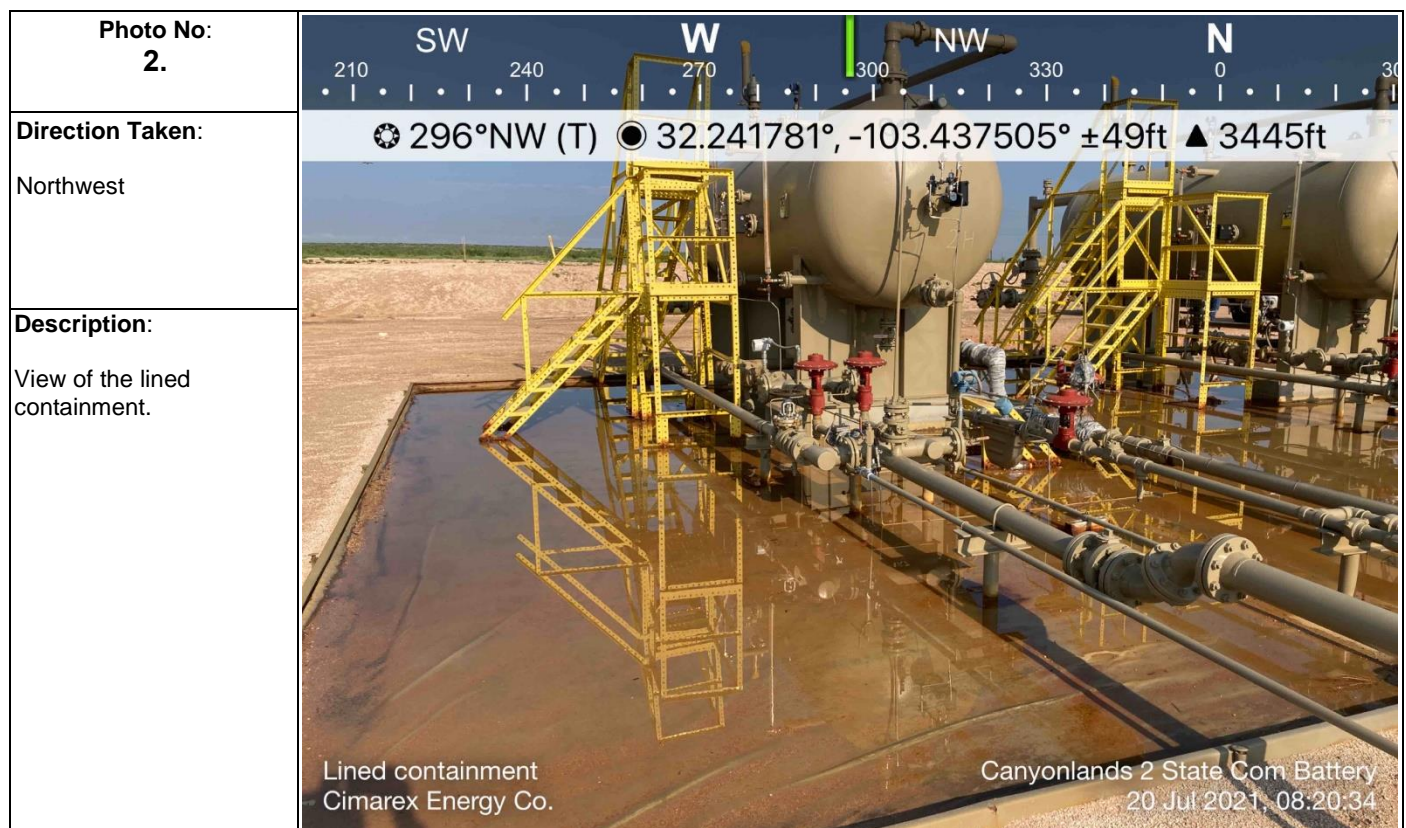 Photo No:
2.
Direction Taken:
Northwest
Description:
View of the lined
containment.
SW W NW N
210 240 270 300 330 0 30
296°NW (T) 32.241781°, -103.437505° ±49ft ▲ 3445ft
Lined containment
Cimarex Energy Co.
Canyonlands 2 State Com Battery
20 Jul 2021, 08:20:34